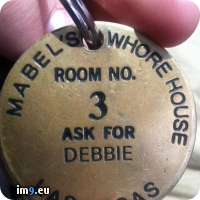 MABEL'S WHORE HOUSE
ROOM NO.
3
ASK FOR
DEBBIE
im9.eu